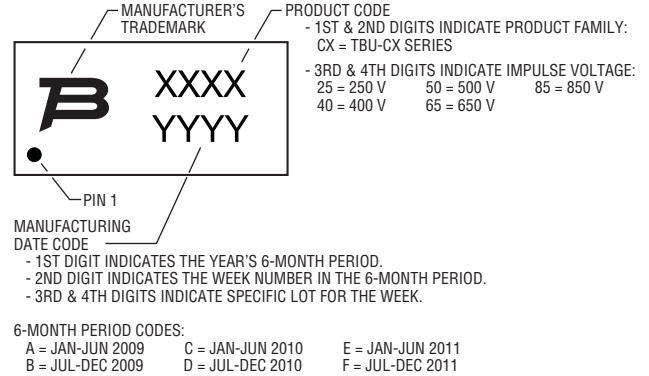 MANUFACTURER'S
TRADEMARK
PRODUCT CODE
- 1ST & 2ND DIGITS INDICATE PRODUCT FAMILY:
CX = TBU-CX SERIES
- 3RD & 4TH DIGITS INDICATE IMPULSE VOLTAGE:
25 = 250 V 50 = 500 V 85 = 850 V
40 = 400 V 65 = 650 V
B
XXXX
YYYY
PIN 1
MANUFACTURING
DATE CODE
- 1ST DIGIT INDICATES THE YEAR'S 6-MONTH PERIOD.
- 2ND DIGIT INDICATES THE WEEK NUMBER IN THE 6-MONTH PERIOD.
- 3RD & 4TH DIGITS INDICATE SPECIFIC LOT FOR THE WEEK.
6-MONTH PERIOD CODES:
A = JAN-JUN 2009 C = JAN-JUN 2010 E = JAN-JUN 2011
B = JUL-DEC 2009 D = JUL-DEC 2010 F = JUL-DEC 2011